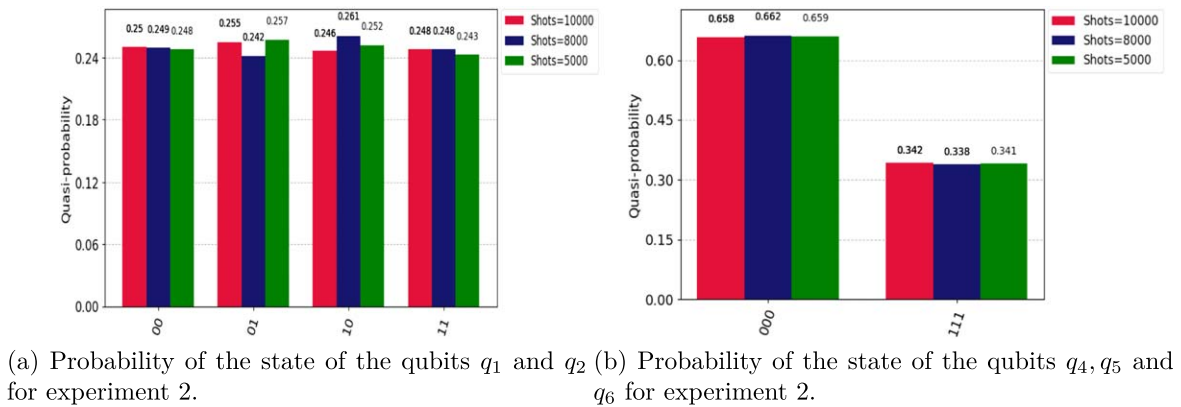 0.25 0.249 0.248 0.255 0.242 0.257 0.246 0.261 0.252 0.248 0.248 0.243
Shots=10000
Shots=8000
Shots=5000
Quasi-probability
0.24
0.18
0.12
0.06
0.00
00 01 10 11
(a) Probability of the state of the qubits q₁ and q₂
for experiment 2.
0.658 0.662 0.659
0.342 0.338 0.341
Shots=10000
Shots=8000
Shots=5000
Quasi-probability
0.60
0.45
0.30
0.15
0.00
000 111
(b) Probability of the state of the qubits q₄, q₅ and
q₆ for experiment 2.